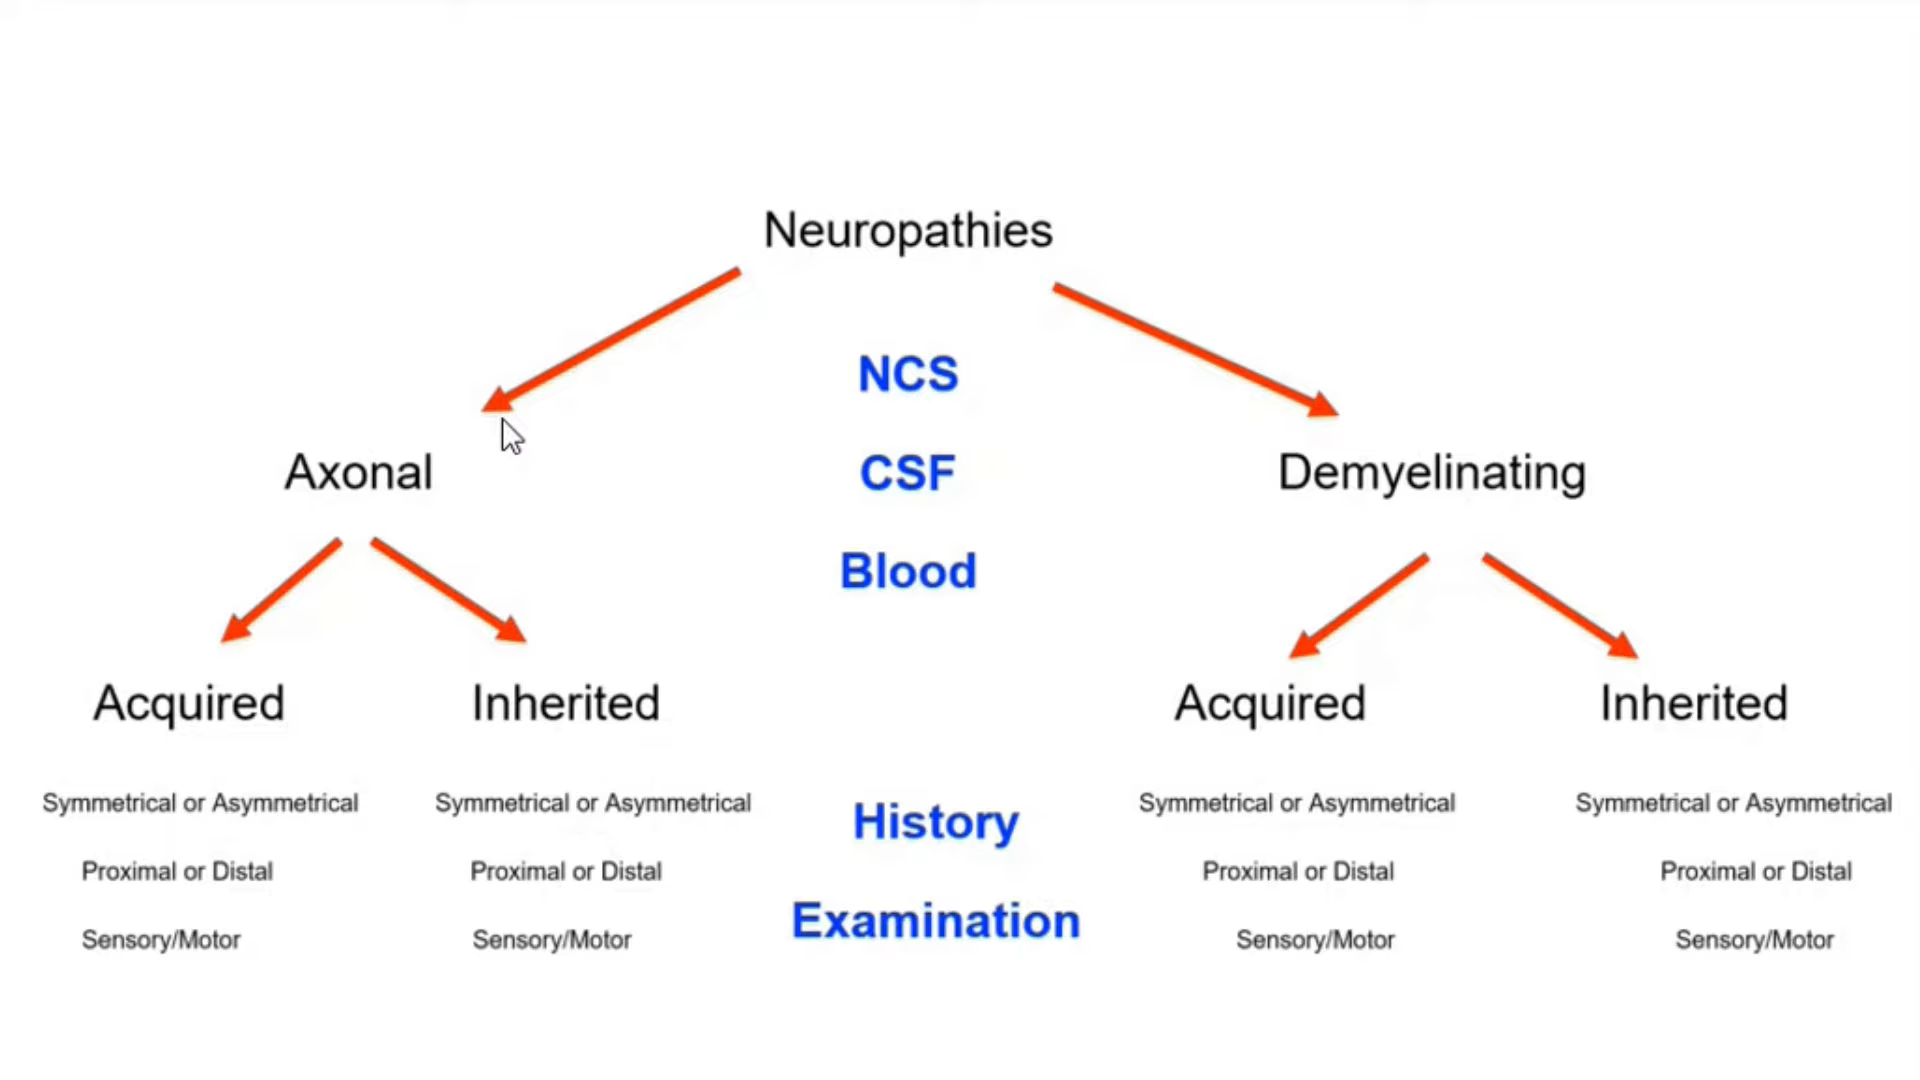 Neuropathies
NCS
Axonal
CSF
Demyelinating
Blood
Acquired
Inherited
Acquired
Inherited
Symmetrical or Asymmetrical
Symmetrical or Asymmetrical
History
Symmetrical or Asymmetrical
Symmetrical or Asymmetrical
Proximal or Distal
Proximal or Distal
Proximal or Distal
Proximal or Distal
Examination
Sensory/Motor
Sensory/Motor
Sensory/Motor
Sensory/Motor